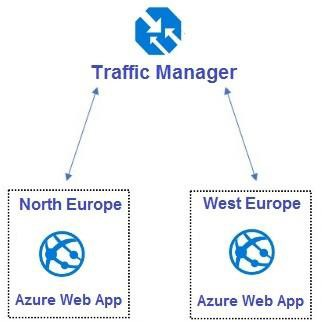 Traffic Manager
North Europe
Azure Web App
West Europe
Azure Web App